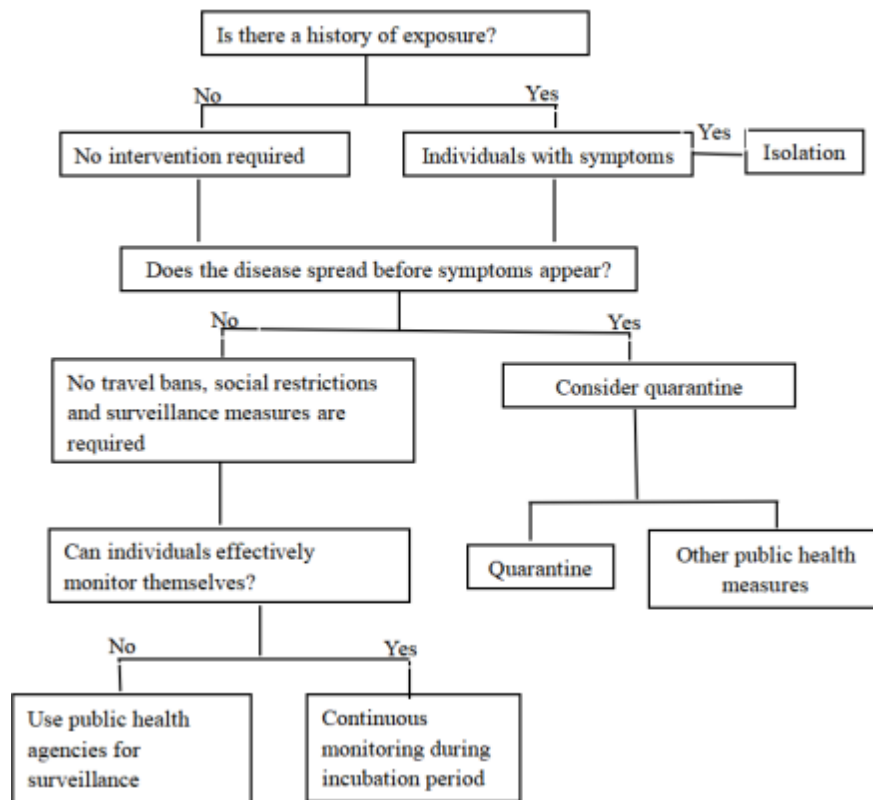 Is there a history of exposure?
No
Yes
No intervention required
Individuals with symptoms
Yes
Isolation
Does the disease spread before symptoms appear?
No
Yes
No travel bans, social restrictions
and surveillance measures are
required
Consider quarantine
Can individuals effectively
monitor themselves?
Quarantine
Other public health
measures
No
Yes
Use public health
agencies for
surveillance
Continuous
monitoring during
incubation period